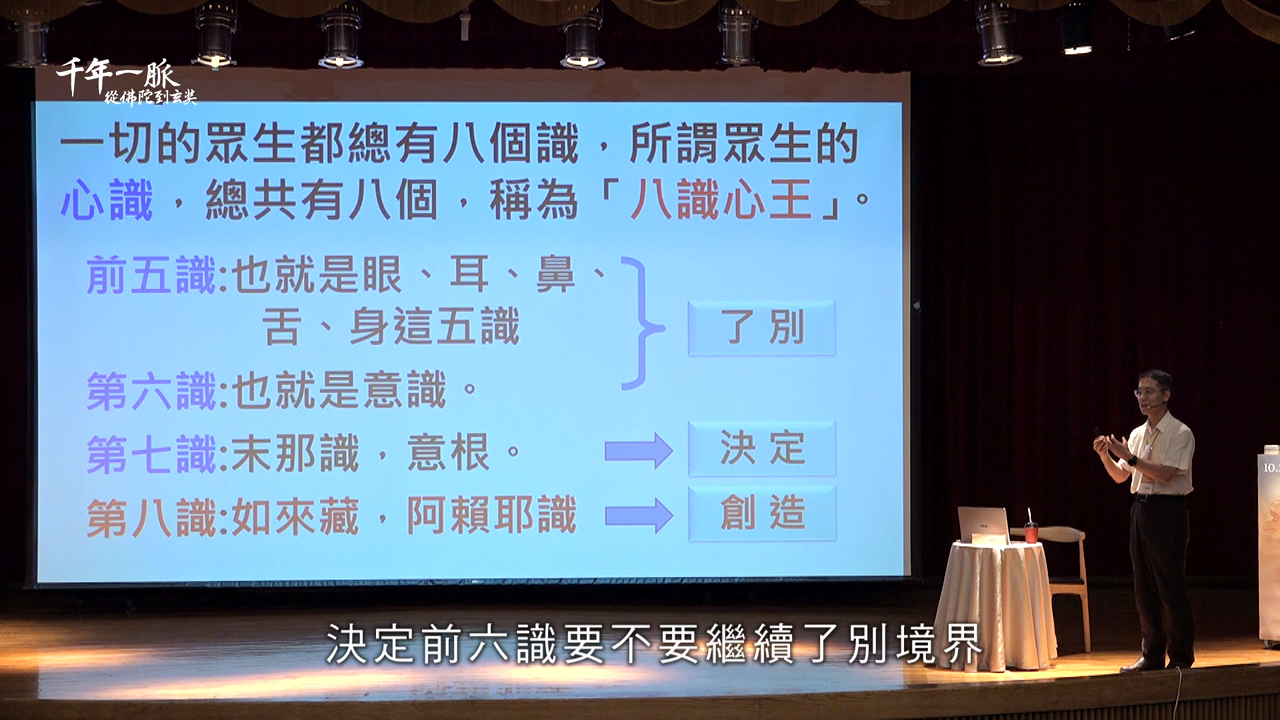 千年一脈
從佛陀到玄奘
一切的眾生都總有八個識，所謂眾生的
心識，總共有八個，稱為「八識心王」。
前五識:也就是眼、耳、鼻、
舌、身這五識
了別
第六識:也就是意識。
第七識:末那識，意根。
決定
第八識:如來藏，阿賴耶識
創造
10.
決定前六識要不要繼續了別境界